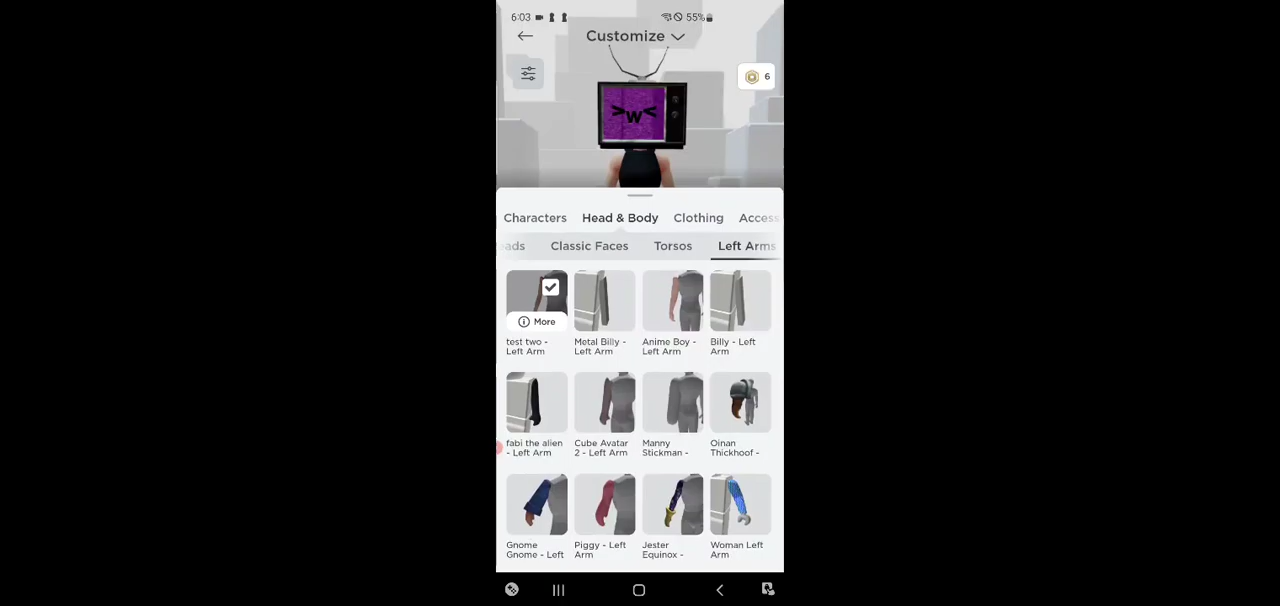 6:03 55%
Customize
6
>w<
Characters Head & Body Clothing Access
eads Classic Faces Torsos Left Arms
More
test two - Left Arm
Metal Billy - Left Arm
Anime Boy - Left Arm
Billy - Left Arm
fabi the alien - Left Arm
Cube Avatar 2 - Left Arm
Manny Stickman -
Oinan Thickhoof -
Gnome Gnome - Left
Piggy - Left Arm
Jester Equinox -
Woman Left Arm